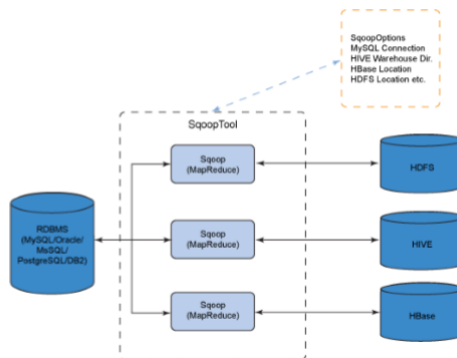 SqoopOptions
MySQL Connection
HIVE Warehouse Dir.
HBase Location
HDFS Location etc.
SqoopTool
Sqoop
(MapReduce)
HDFS
RDBMS
(MySQL/Oracle/
MsSQL/
PostgreSQL/DB2)
Sqoop
(MapReduce)
HIVE
Sqoop
(MapReduce)
HBase